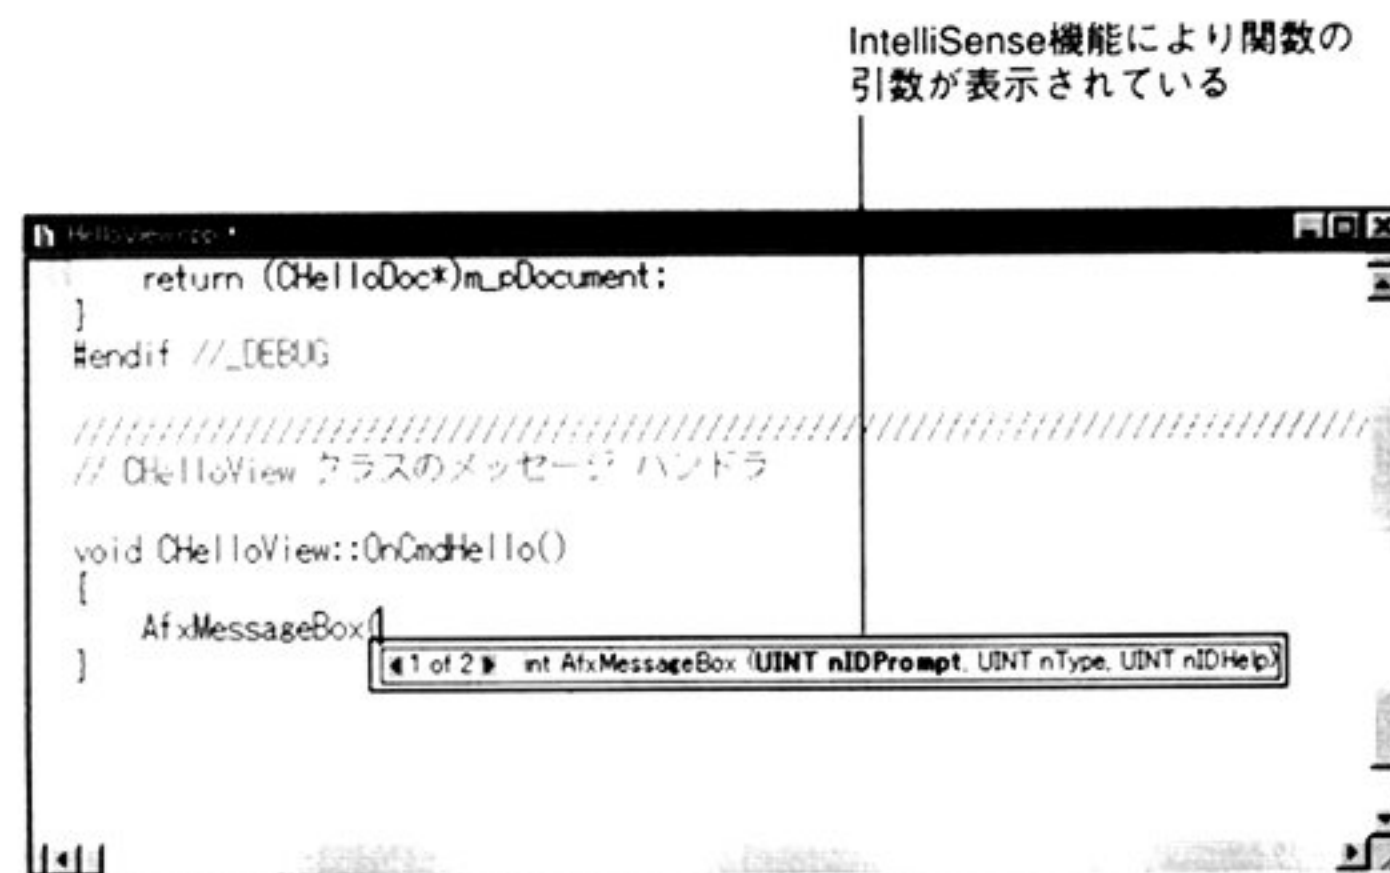 IntelliSense機能により関数の
引数が表示されている
HelloView.cpp *
return (CHelloDoc*)m_pDocument;
}
#endif //_DEBUG
////////////////////////////////////////////////////////////////////////////
// CHelloView クラスのメッセージ ハンドラ
void CHelloView::OnCmdHello()
{
AfxMessageBox(
1 of 2 int AfxMessageBox (UINT nIDPrompt, UINT nType, UINT nIDHelp)
}